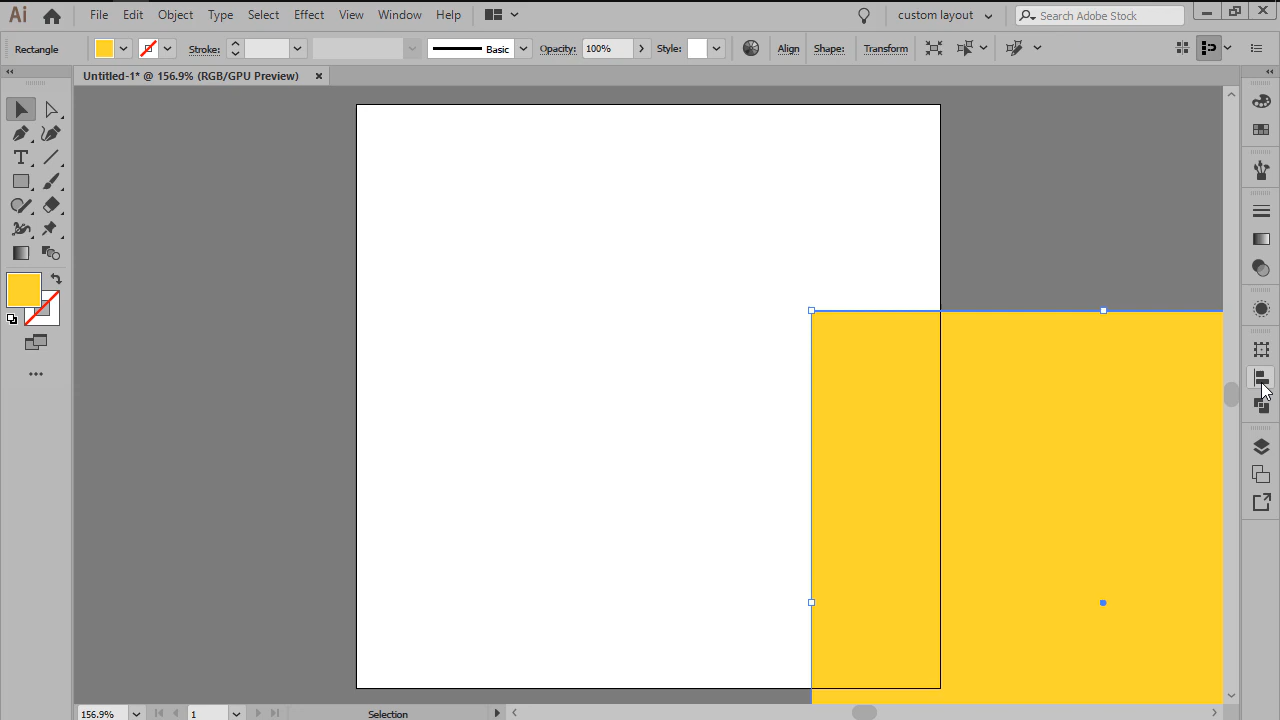 Ai File Edit Object Type Select Effect View Window Help custom layout Search Adobe Stock
Rectangle Stroke: Basic Opacity: 100% Style: Align Shape: Transform
Untitled-1* @ 156.9% (RGB/GPU Preview)
T
156.9% 1 Selection